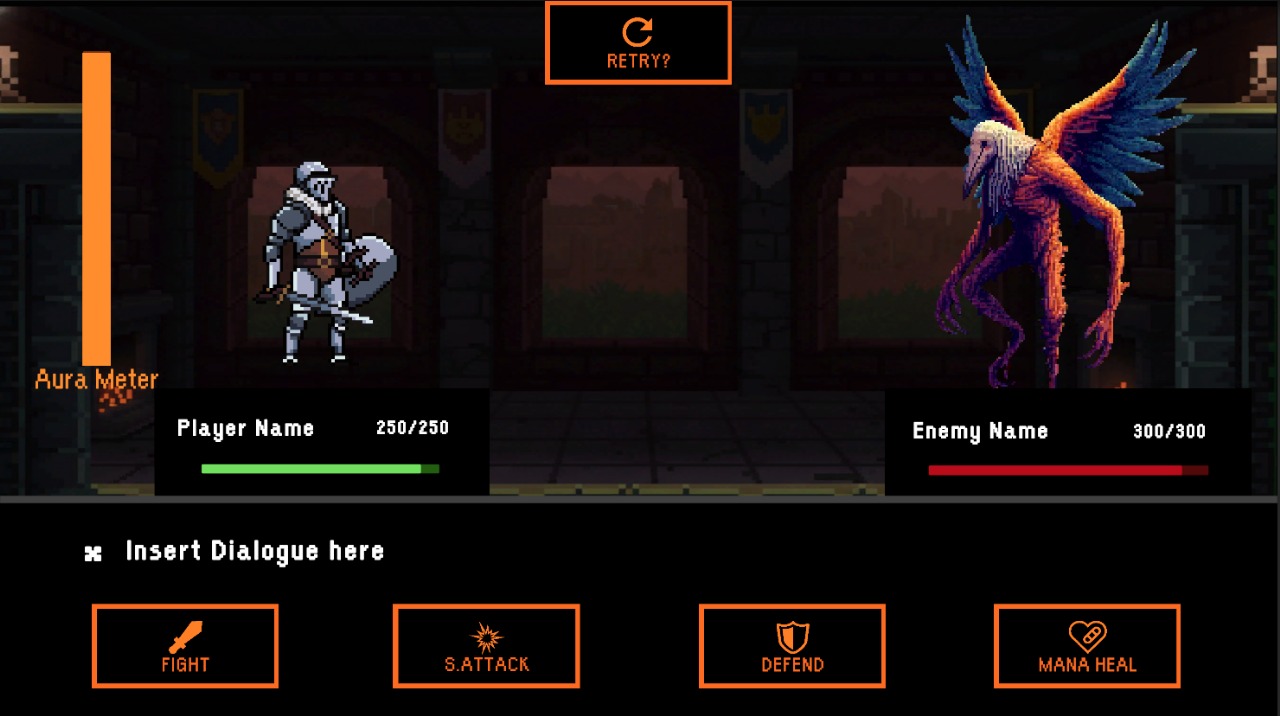 RETRY?
Aura Meter
Player Name 250/250
Enemy Name 300/300
Insert Dialogue here
FIGHT
S.ATTACK
DEFEND
MANA HEAL